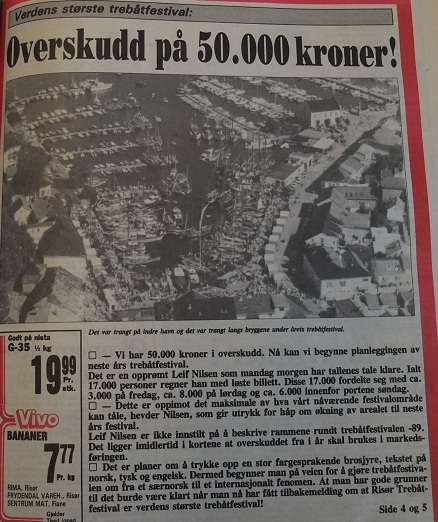 Verdens største trebåtfestival:
Overskudd på 50.000 kroner!
Det var trangt på indre havn og det var trangt langs bryggene under årets trebåtfestival.
Godt på nista
G-35 ½ kg
19 99
Pr.
stk.
Vivo
BANANER
7 77
Pr. kg
RIMA, Risør
FRYDENDAL VAREH., Risør
SENTRUM MAT, Fiane
Gjelder
□ — Vi har 50.000 kroner i overskudd. Nå kan vi begynne planleggingen av
neste års trebåtfestival.
Det er en opprømt Leif Nilsen som mandag morgen har tallenes tale klare. Ialt
17.000 personer regner han med løste billett. Disse 17.000 fordelte seg med ca.
3.000 på fredag, ca. 8.000 på lørdag og ca. 6.000 innenfor portene søndag.
□ — Dette er oppimot det maksimale av hva vårt nåværende festivalområde
kan tåle, hevder Nilsen, som gir utrykk for håp om økning av arealet til neste
års festival.
Leif Nilsen er ikke innstilt på å beskrive rammene rundt trebåtfestivalen -89.
Det ligger imidlertid i kortene at overskuddet fra i år skal brukes i markeds-
føringen.
□ Det er planer om å trykke opp en stor fargesprakende brosjyre, tekstet på
norsk, tysk og engelsk. Dermed begynner man på veien for å gjøre trebåtfestiva-
len om fra et særnorsk til et internasjonalt fenomen. At man har gode grunner
til det burde være klart når man nå har fått tilbakemelding om at Risør Trebåt-
festival er verdens største trebåtfestival!
Side 4 og 5